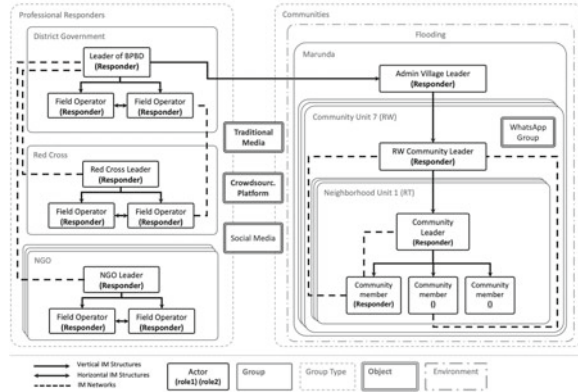 Professional Responders
District Government
Leader of BPBD
(Responder)
Field Operator
(Responder)
Field Operator
(Responder)
Red Cross
Red Cross Leader
(Responder)
Field Operator
(Responder)
Field Operator
(Responder)
NGO
NGO Leader
(Responder)
Field Operator
(Responder)
Field Operator
(Responder)
Traditional
Media
Crowdsourc.
Platform
Social Media
Communities
Flooding
Marunda
Admin Village Leader
(Responder)
Community Unit 7 (RW)
WhatsApp
Group
RW Community Leader
(Responder)
Neighborhood Unit 1 (RT)
Community
Leader
(Responder)
Community
member
(Responder)
Community
member
()
Community
member
()
Vertical IM Structures
Horizontal IM Structures
IM Networks
Actor
(role1) (role2)
Group
Group Type
Object
Environment